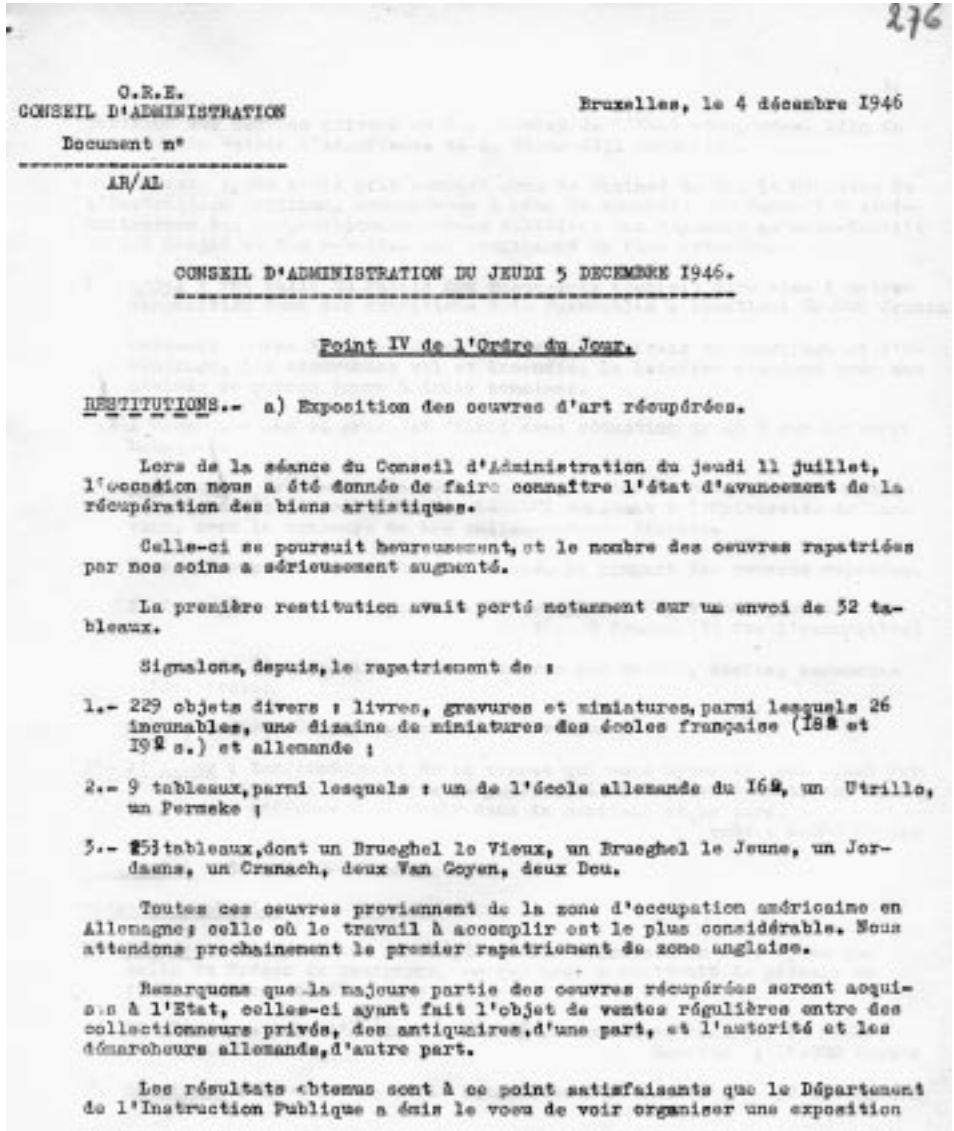 276
O.R.E.
CONSEIL D'ADMINISTRATION
Bruxelles, le 4 décembre 1946
Document n°
AR/AL
CONSEIL D'ADMINISTRATION DU JEUDI 5 DECEMBRE 1946.
Point IV de l'Ordre du Jour.
RESTITUTIONS.- a) Exposition des oeuvres d'art récupérées.
Lors de la séance du Conseil d'Administration du jeudi 11 juillet,
l'occasion nous a été donnée de faire connaître l'état d'avancement de la
récupération des biens artistiques.
Celle-ci se poursuit heureusement, et le nombre des oeuvres rapatriées
par nos soins a sérieusement augmenté.
La première restitution avait porté notamment sur un envoi de 32 ta-
bleaux.
Signalons, depuis, le rapatriement de :
1.- 229 objets divers : livres, gravures et miniatures, parmi lesquels 26
incunables, une dizaine de miniatures des écoles française (18e et
19e s.) et allemande ;
2.- 9 tableaux, parmi lesquels : un de l'école allemande du 16e, un Utrillo,
un Permeke ;
3.- tableaux, dont un Brueghel le Vieux, un Brueghel le Jeune, un Jor-
daens, un Cranach, deux Van Goyen, deux Dou.
Toutes ces oeuvres proviennent de la zone d'occupation américaine en
Allemagne; celle où le travail à accomplir est le plus considérable. Nous
attendons prochainement le premier rapatriement de zone anglaise.
Remarquons que la majeure partie des oeuvres récupérées seront acqui-
ses à l'Etat, celles-ci ayant fait l'objet de ventes régulières entre des
collectionneurs privés, des antiquaires, d'une part, et l'autorité et les
démarcheurs allemands, d'autre part.
Les résultats obtenus sont à ce point satisfaisants que le Département
de l'Instruction Publique a émis le voeu de voir organiser une exposition